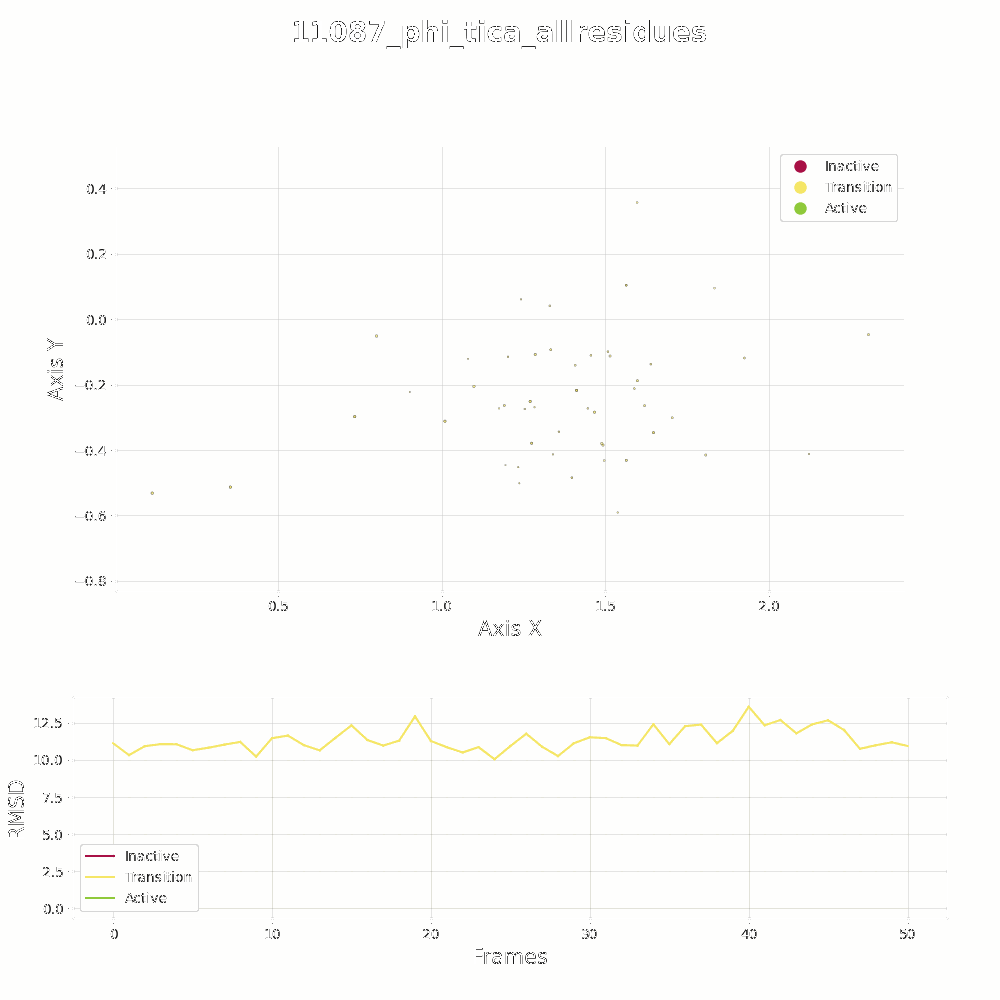 11087_phi_tica_allresidues
Inactive
Transition
Active
0.4
0.2
0.0
−0.2
−0.4
−0.6
−0.8
Axis Y
0.5
1.0
1.5
2.0
Axis X
12.5
10.0
7.5
5.0
2.5
0.0
RMSD
Inactive
Transition
Active
0
10
20
30
40
50
Frames